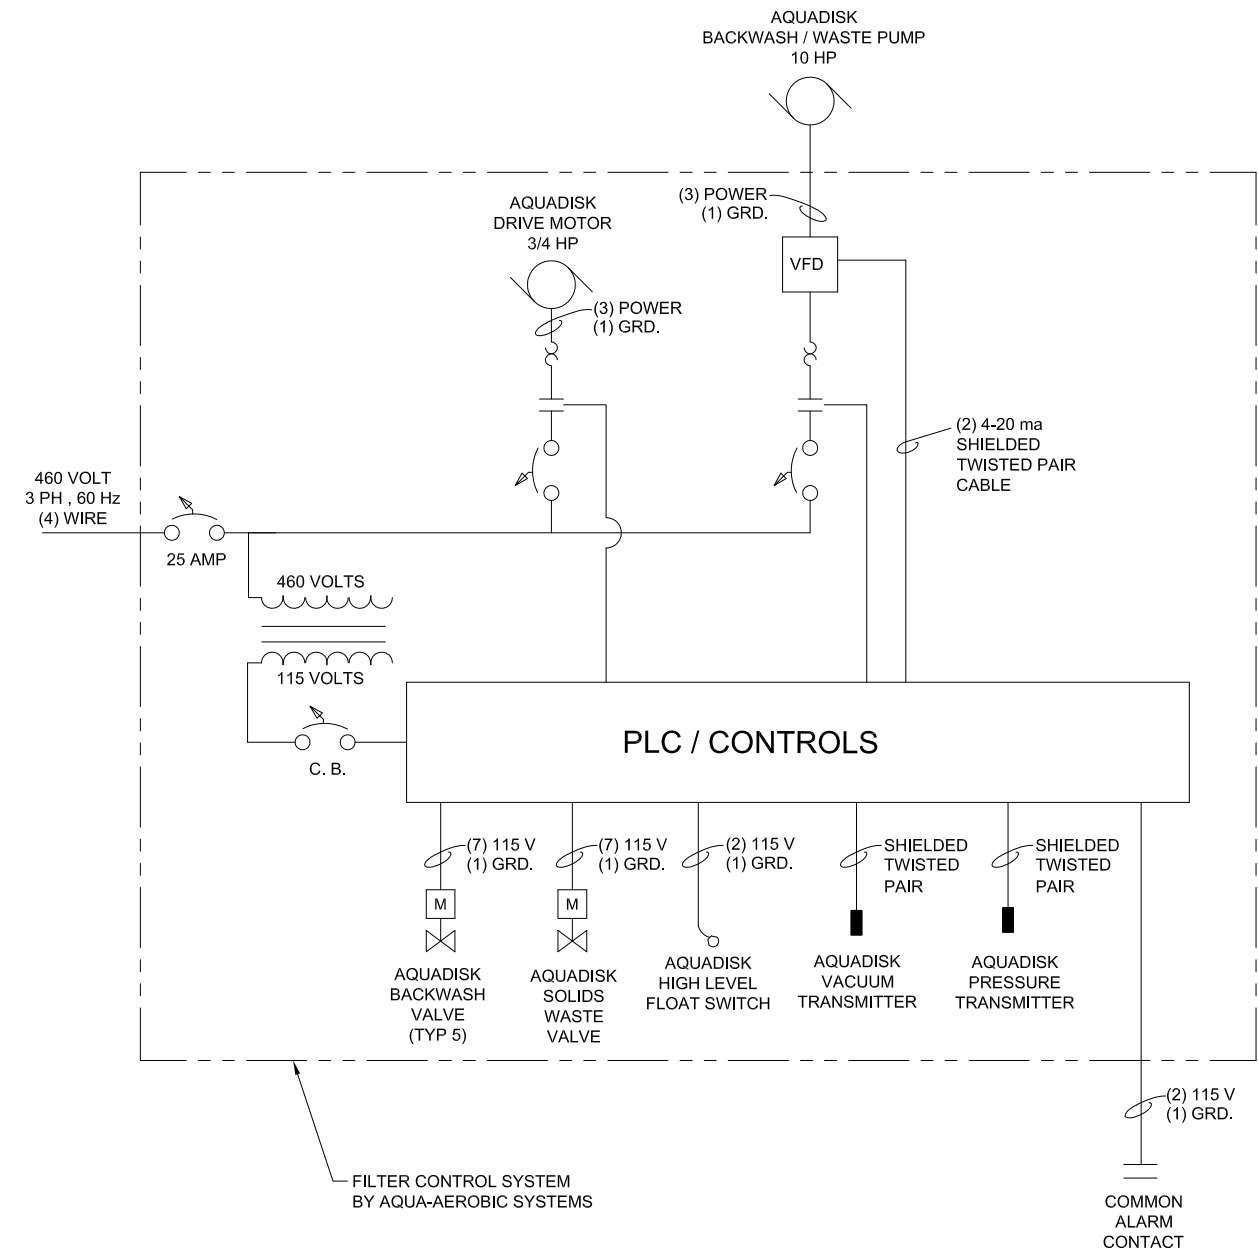 AQUADISK
BACKWASH / WASTE PUMP
10 HP
(3) POWER
(1) GRD.
AQUADISK
DRIVE MOTOR
3/4 HP
VFD
(3) POWER
(1) GRD.
(2) 4-20 ma
SHIELDED
TWISTED PAIR
CABLE
460 VOLT
3 PH , 60 Hz
(4) WIRE
25 AMP
460 VOLTS
115 VOLTS
C. B.
PLC / CONTROLS
(7) 115 V
(1) GRD.
(7) 115 V
(1) GRD.
(2) 115 V
(1) GRD.
SHIELDED
TWISTED
PAIR
SHIELDED
TWISTED
PAIR
M
M
AQUADISK
BACKWASH
VALVE
(TYP 5)
AQUADISK
SOLIDS
WASTE
VALVE
AQUADISK
HIGH LEVEL
FLOAT SWITCH
AQUADISK
VACUUM
TRANSMITTER
AQUADISK
PRESSURE
TRANSMITTER
(2) 115 V
(1) GRD.
FILTER CONTROL SYSTEM
BY AQUA-AEROBIC SYSTEMS
COMMON
ALARM
CONTACT